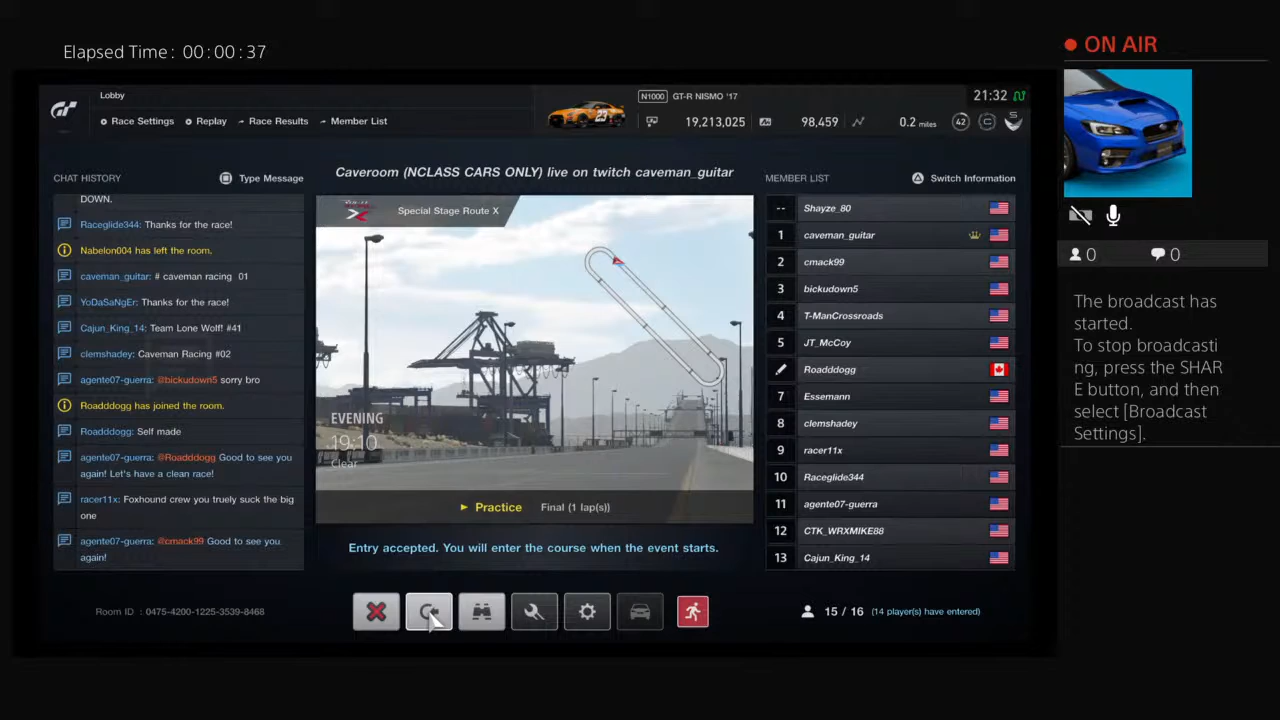 Elapsed Time: 00:00:37
ON AIR
Lobby
Race Settings
Replay
Race Results
Member List
N1000 GT-R NISMO '17
19,213,025
98,459
0.2 miles
42
C
S
21:32
CHAT HISTORY
Type Message
DOWN.
Raceglide344: Thanks for the race!
Nabelon004 has left the room.
caveman_guitar: # caveman racing 01
YoDaSaNgEr: Thanks for the race!
Cajun_King_14: Team Lone Wolf! #41
clemshadey: Caveman Racing #02
agente07-guerra: @bickudown5 sorry bro
Roadddogg has joined the room.
Roadddogg: Self made
agente07-guerra: @Roadddogg Good to see you
again! Let's have a clean race!
racer11x: Foxhound crew you truely suck the big
one
agente07-guerra: @cmack99 Good to see you
again!
Room ID : 0475-4200-1225-3539-8468
Caveroom (NCLASS CARS ONLY) live on twitch caveman_guitar
Special Stage Route X
EVENING
19:10
Clear
Practice
Final (1 lap(s))
Entry accepted. You will enter the course when the event starts.
MEMBER LIST
Switch Information
-- Shayze_80
1 caveman_guitar
2 cmack99
3 bickudown5
4 T-ManCrossroads
5 JT_McCoy
Roadddogg
7 Essemann
8 clemshadey
9 racer11x
10 Raceglide344
11 agente07-guerra
12 CTK_WRXMIKE88
13 Cajun_King_14
15 / 16 (14 player(s) have entered)
0
0
The broadcast has
started.
To stop broadcasti
ng, press the SHAR
E button, and then
select [Broadcast
Settings].